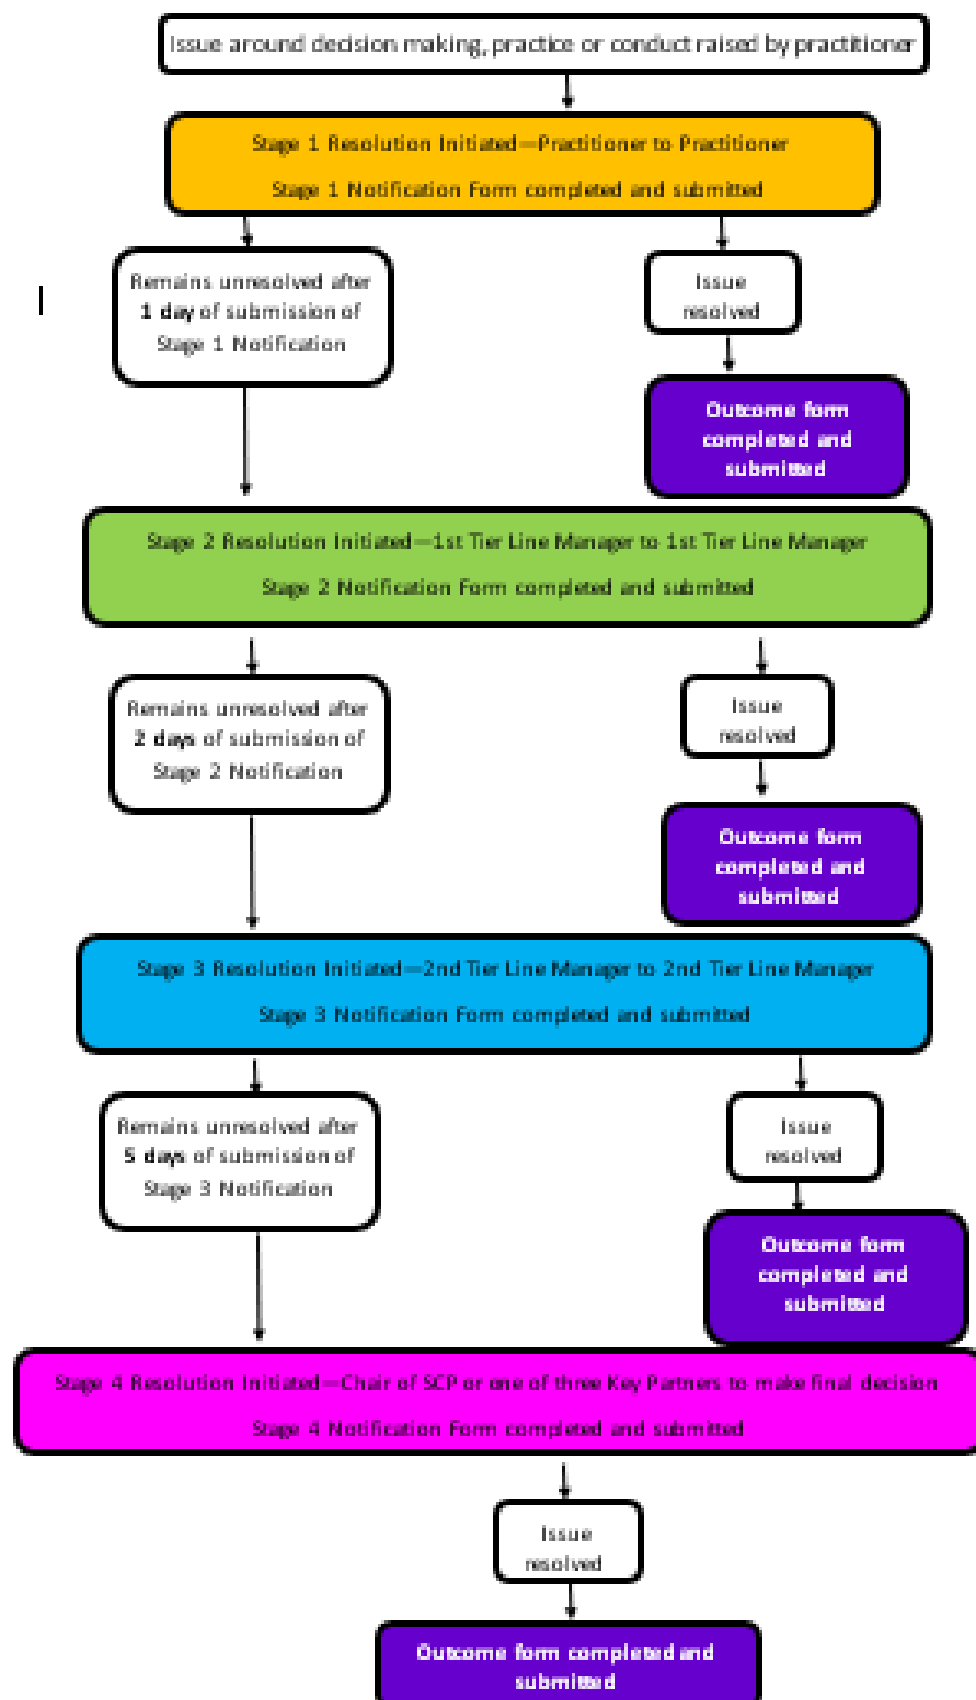 Issue around decision making, practice or conduct raised by practitioner
Stage 1 Resolution Initiated—Practitioner to Practitioner
Stage 1 Notification Form completed and submitted
Remains unresolved after
1 day of submission of
Stage 1 Notification
Issue
resolved
Outcome form
completed and
submitted
Stage 2 Resolution Initiated—1st Tier Line Manager to 1st Tier Line Manager
Stage 2 Notification Form completed and submitted
Remains unresolved after
2 days of submission of
Stage 2 Notification
Issue
resolved
Outcome form
completed and
submitted
Stage 3 Resolution Initiated—2nd Tier Line Manager to 2nd Tier Line Manager
Stage 3 Notification Form completed and submitted
Remains unresolved after
5 days of submission of
Stage 3 Notification
Issue
resolved
Outcome form
completed and
submitted
Stage 4 Resolution Initiated—Chair of SCP or one of three Key Partners to make final decision
Stage 4 Notification Form completed and submitted
Issue
resolved
Outcome form completed and
submitted